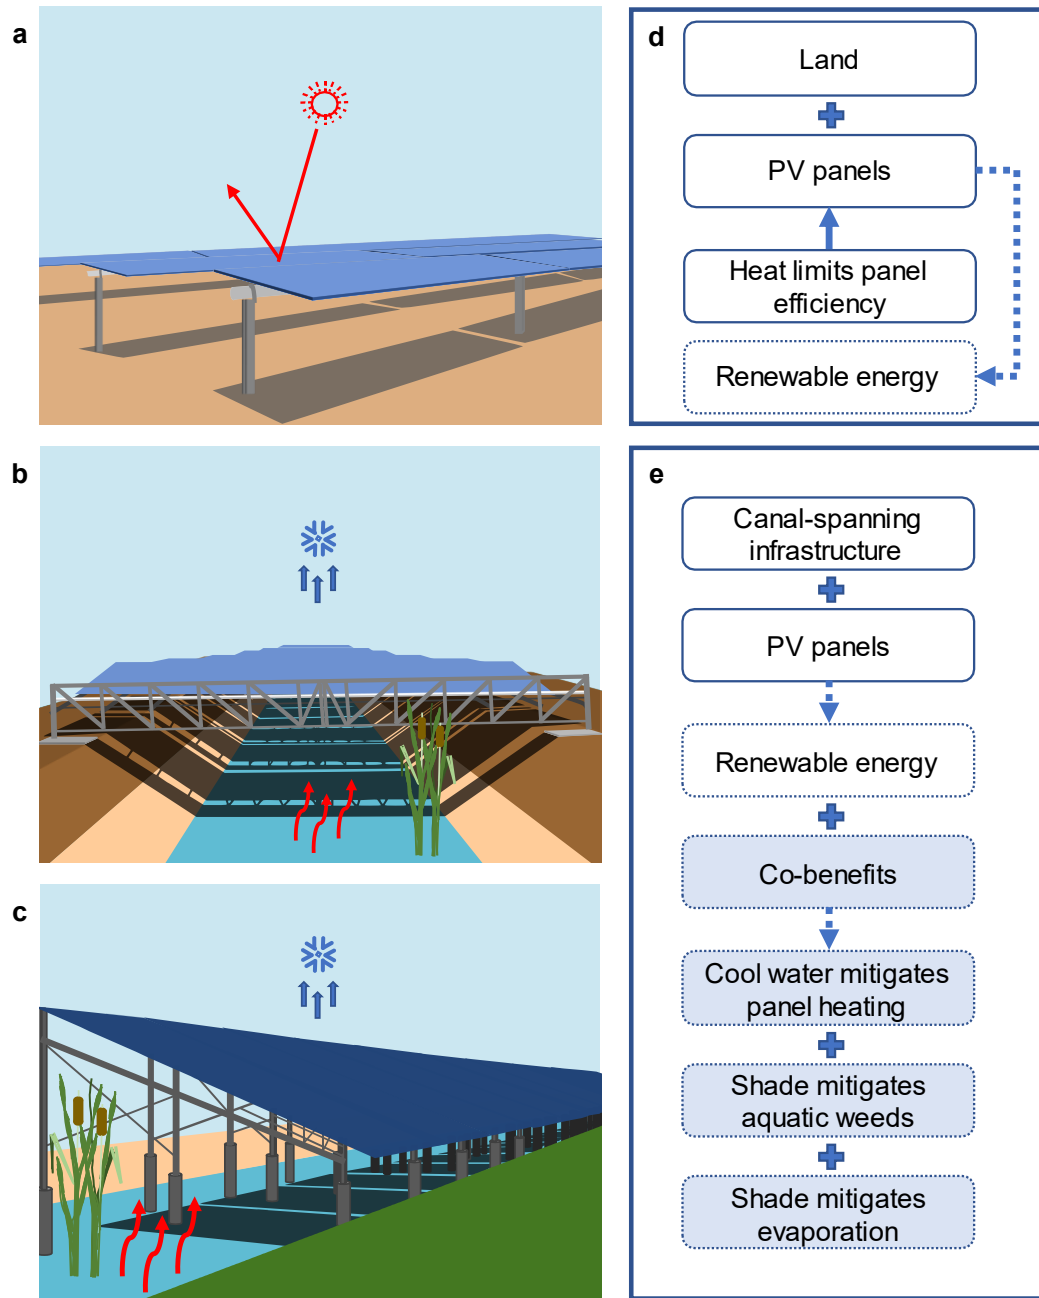 a
d
Land
PV panels
Heat limits panel
efficiency
Renewable energy
b
e
Canal-spanning
infrastructure
PV panels
Renewable energy
Co-benefits
c
Cool water mitigates
panel heating
Shade mitigates
aquatic weeds
Shade mitigates
evaporation